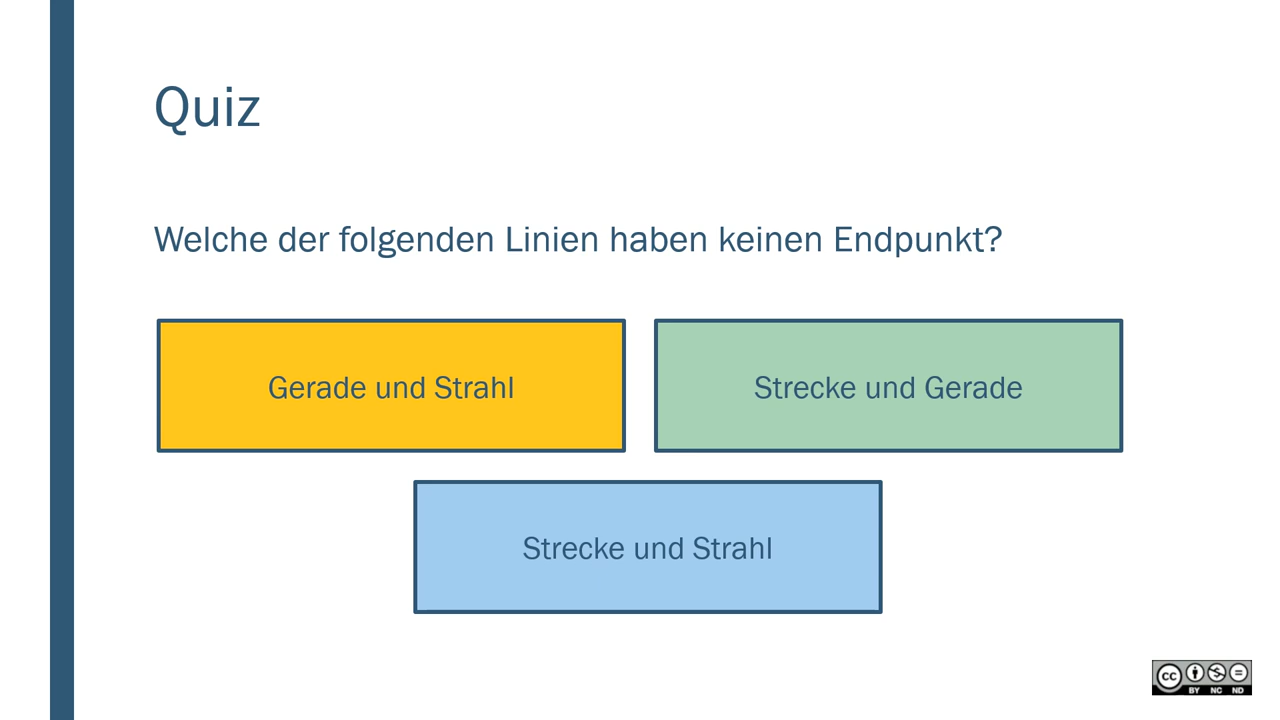 Quiz
Welche der folgenden Linien haben keinen Endpunkt?
Gerade und Strahl
Strecke und Gerade
Strecke und Strahl
cc
BY NC ND